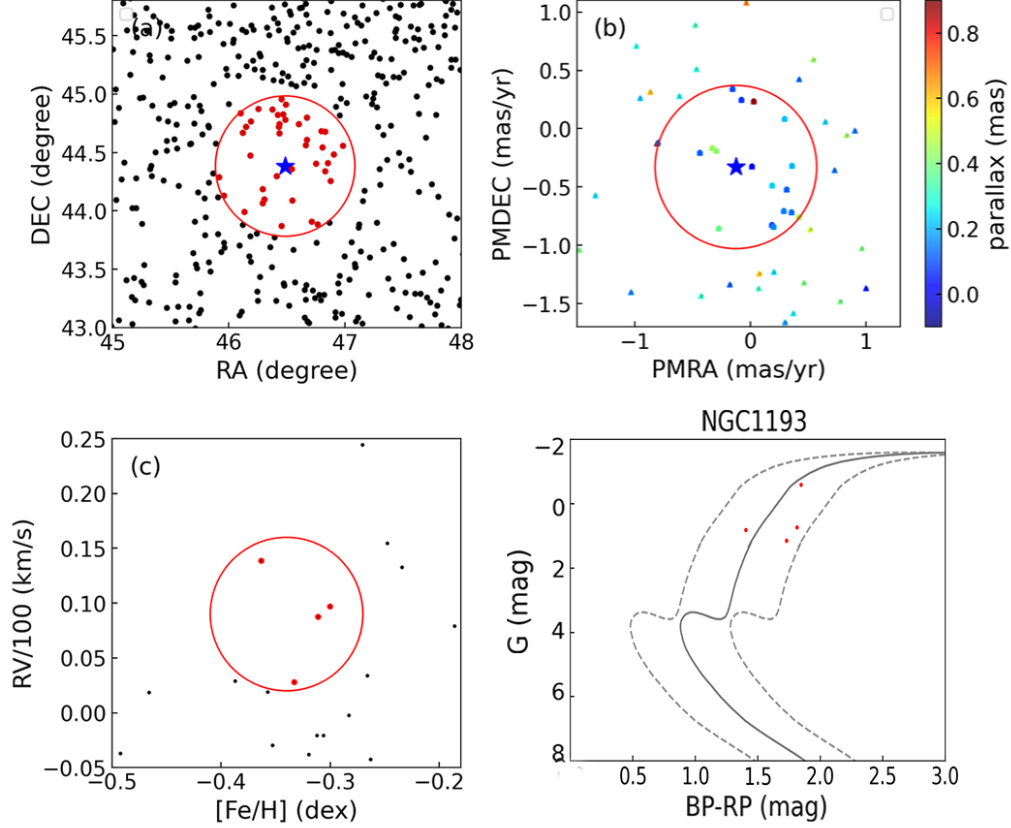 (a)
45.5
45.0
44.5
44.0
43.5
43.0
DEC (degree)
45 46 47 48
RA (degree)
(b)
1.0
0.5
0.0
−0.5
−1.0
−1.5
PMDEC (mas/yr)
−1 0 1
PMRA (mas/yr)
0.8
0.6
0.4
0.2
0.0
parallax (mas)
(c)
0.25
0.20
0.15
0.10
0.05
0.00
−0.05
RV/100 (km/s)
−0.5 −0.4 −0.3 −0.2
[Fe/H] (dex)
NGC1193
−2
0
2
4
6
8
G (mag)
0.5 1.0 1.5 2.0 2.5 3.0
BP-RP (mag)